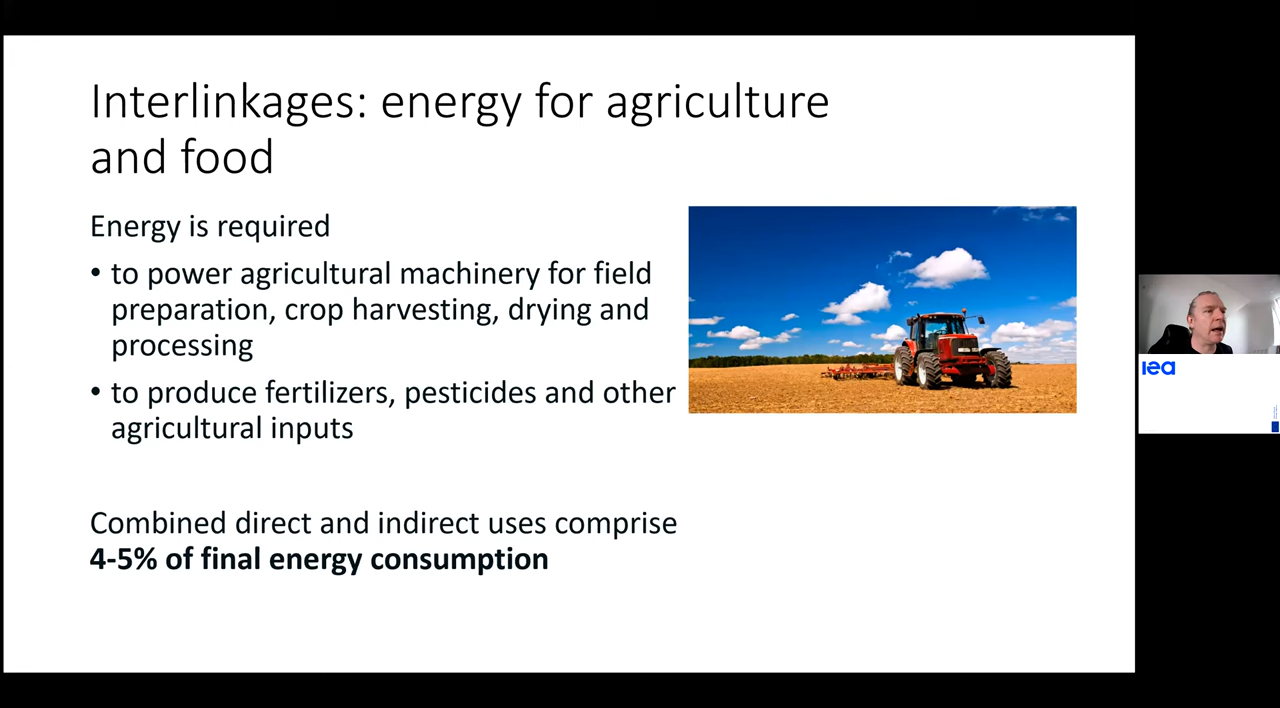 Interlinkages: energy for agriculture
and food
Energy is required
• to power agricultural machinery for field
preparation, crop harvesting, drying and
processing
• to produce fertilizers, pesticides and other
agricultural inputs
Combined direct and indirect uses comprise
4-5% of final energy consumption
iea